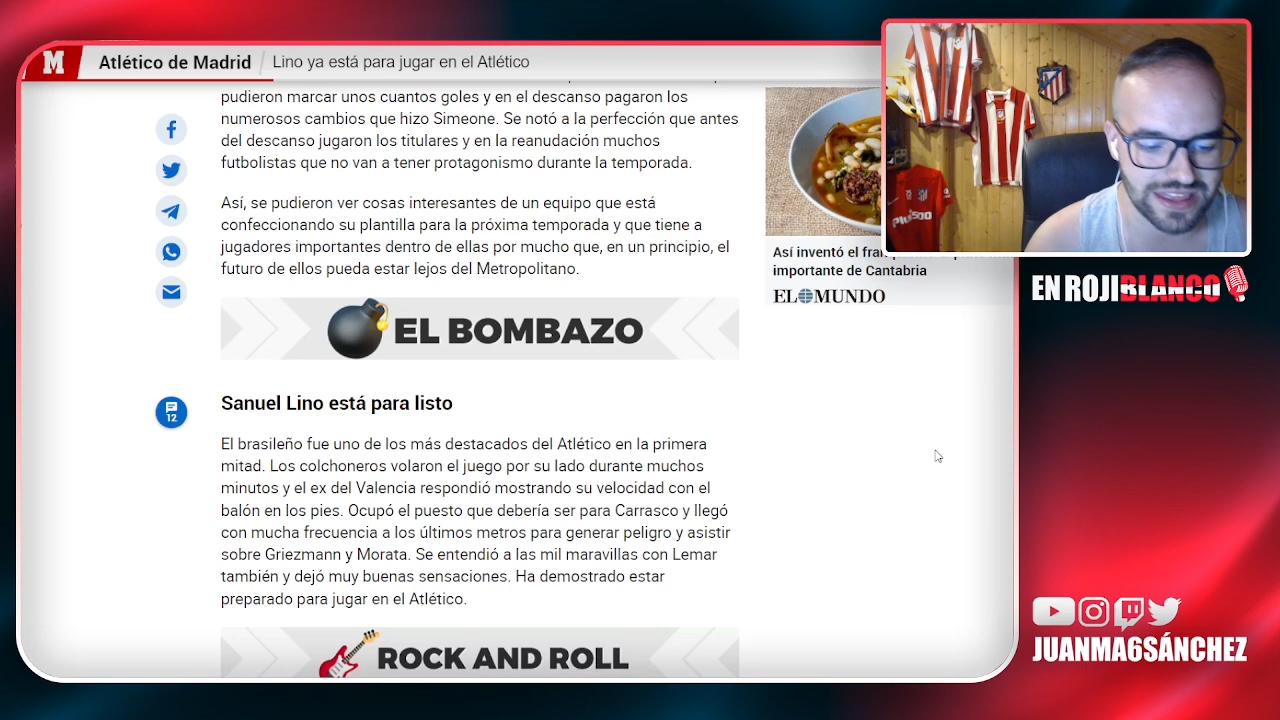 M
Atlético de Madrid
Lino ya está para jugar en el Atlético
pudieron marcar unos cuantos goles y en el descanso pagaron los
numerosos cambios que hizo Simeone. Se notó a la perfección que antes
del descanso jugaron los titulares y en la reanudación muchos
futbolistas que no van a tener protagonismo durante la temporada.
Así, se pudieron ver cosas interesantes de un equipo que está
confeccionando su plantilla para la próxima temporada y que tiene a
jugadores importantes dentro de ellas por mucho que, en un principio, el
futuro de ellos pueda estar lejos del Metropolitano.
EL BOMBAZO
12
Sanuel Lino está para listo
El brasileño fue uno de los más destacados del Atlético en la primera
mitad. Los colchoneros volaron el juego por su lado durante muchos
minutos y el ex del Valencia respondió mostrando su velocidad con el
balón en los pies. Ocupó el puesto que debería ser para Carrasco y llegó
con mucha frecuencia a los últimos metros para generar peligro y asistir
sobre Griezmann y Morata. Se entendió a las mil maravillas con Lemar
también y dejó muy buenas sensaciones. Ha demostrado estar
preparado para jugar en el Atlético.
ROCK AND ROLL
Así inventó el
importante de Cantabria
EL MUNDO
EN ROJIBLANCO
JUANMA6SÁNCHEZ